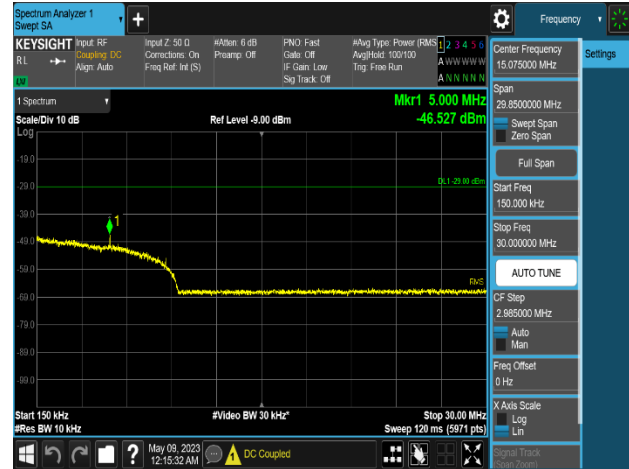 Spectrum Analyzer 1
Swept SA
+
Frequency
KEYSIGHT
RL
LXI
Input: RF
Coupling: DC
Align: Auto
Input Z: 50 Ω
Corrections: On
Freq Ref: Int (S)
#Atten: 6 dB
Preamp: Off
PNO: Fast
Gate: Off
IF Gain: Low
Sig Track: Off
#Avg Type: Power (RMS
Avg|Hold: 100/100
Trig: Free Run
1 2 3 4 5 6
A W W W W W
A N N N N N
1 Spectrum
Scale/Div 10 dB
Log
Ref Level -9.00 dBm
Mkr1 5.000 MHz
-46.527 dBm
-19.0
-29.0
-39.0
-49.0
-59.0
-69.0
-79.0
-89.0
-99.0
DL1 -29.00 dBm
1
RMS
Start 150 kHz
#Res BW 10 kHz
#Video BW 30 kHz*
Stop 30.00 MHz
Sweep 120 ms (5971 pts)
?
May 09, 2023
12:15:32 AM
DC Coupled
Center Frequency
15.075000 MHz
Settings
Span
29.8500000 MHz
Swept Span
Zero Span
Full Span
Start Freq
150.000 kHz
Stop Freq
30.000000 MHz
AUTO TUNE
CF Step
2.985000 MHz
Auto
Man
Freq Offset
0 Hz
X Axis Scale
Log
Lin
Signal Track
(Span Zoom)